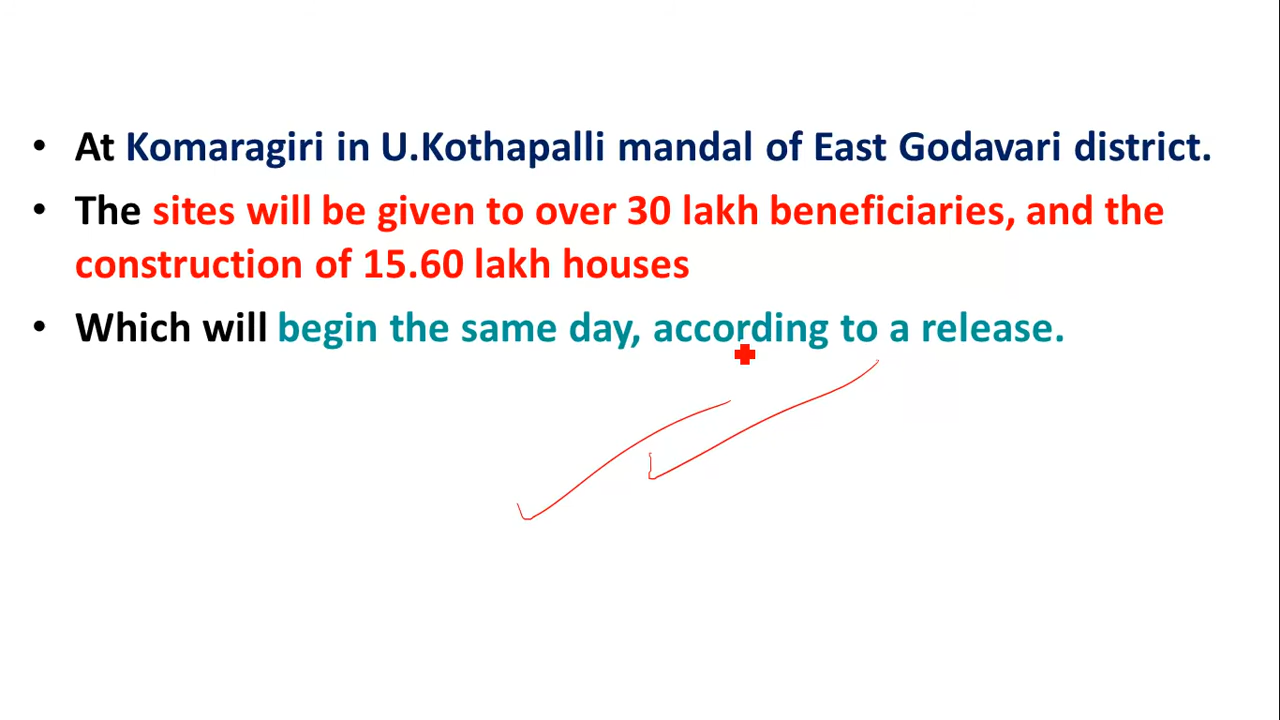 • At Komaragiri in U.Kothapalli mandal of East Godavari district.
• The sites will be given to over 30 lakh beneficiaries, and the
construction of 15.60 lakh houses
• Which will begin the same day, according to a release.